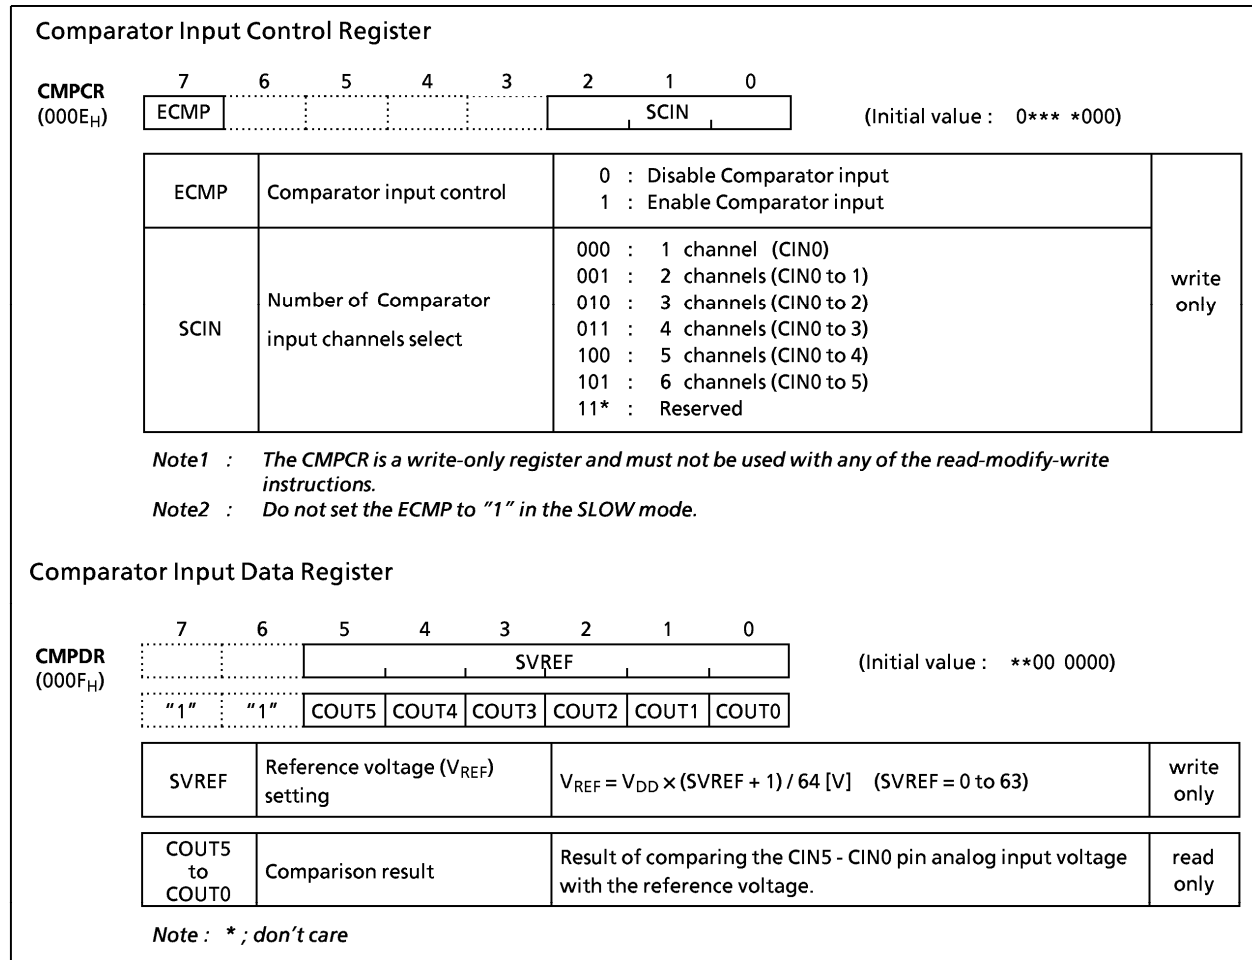 Comparator Input Control Register
7 6 5 4 3 2 1 0
CMPCR
(000EH)
ECMP SCIN (Initial value : 0*** *000)
ECMP Comparator input control
0 : Disable Comparator input
1 : Enable Comparator input
SCIN
Number of Comparator
input channels select
000 : 1 channel (CIN0)
001 : 2 channels (CIN0 to 1)
010 : 3 channels (CIN0 to 2)
011 : 4 channels (CIN0 to 3)
100 : 5 channels (CIN0 to 4)
101 : 6 channels (CIN0 to 5)
11* : Reserved
write
only
Note1 : The CMPCR is a write-only register and must not be used with any of the read-modify-write
instructions.
Note2 : Do not set the ECMP to "1" in the SLOW mode.
Comparator Input Data Register
7 6 5 4 3 2 1 0
CMPDR
(000FH)
SVREF (Initial value : **00 0000)
"1" "1" COUT5 COUT4 COUT3 COUT2 COUT1 COUT0
SVREF
Reference voltage (VREF)
setting
VREF = VDD × (SVREF + 1) / 64 [V] (SVREF = 0 to 63)
write
only
COUT5
to
COUT0
Comparison result
Result of comparing the CIN5 - CIN0 pin analog input voltage
with the reference voltage.
read
only
Note : * ; don't care